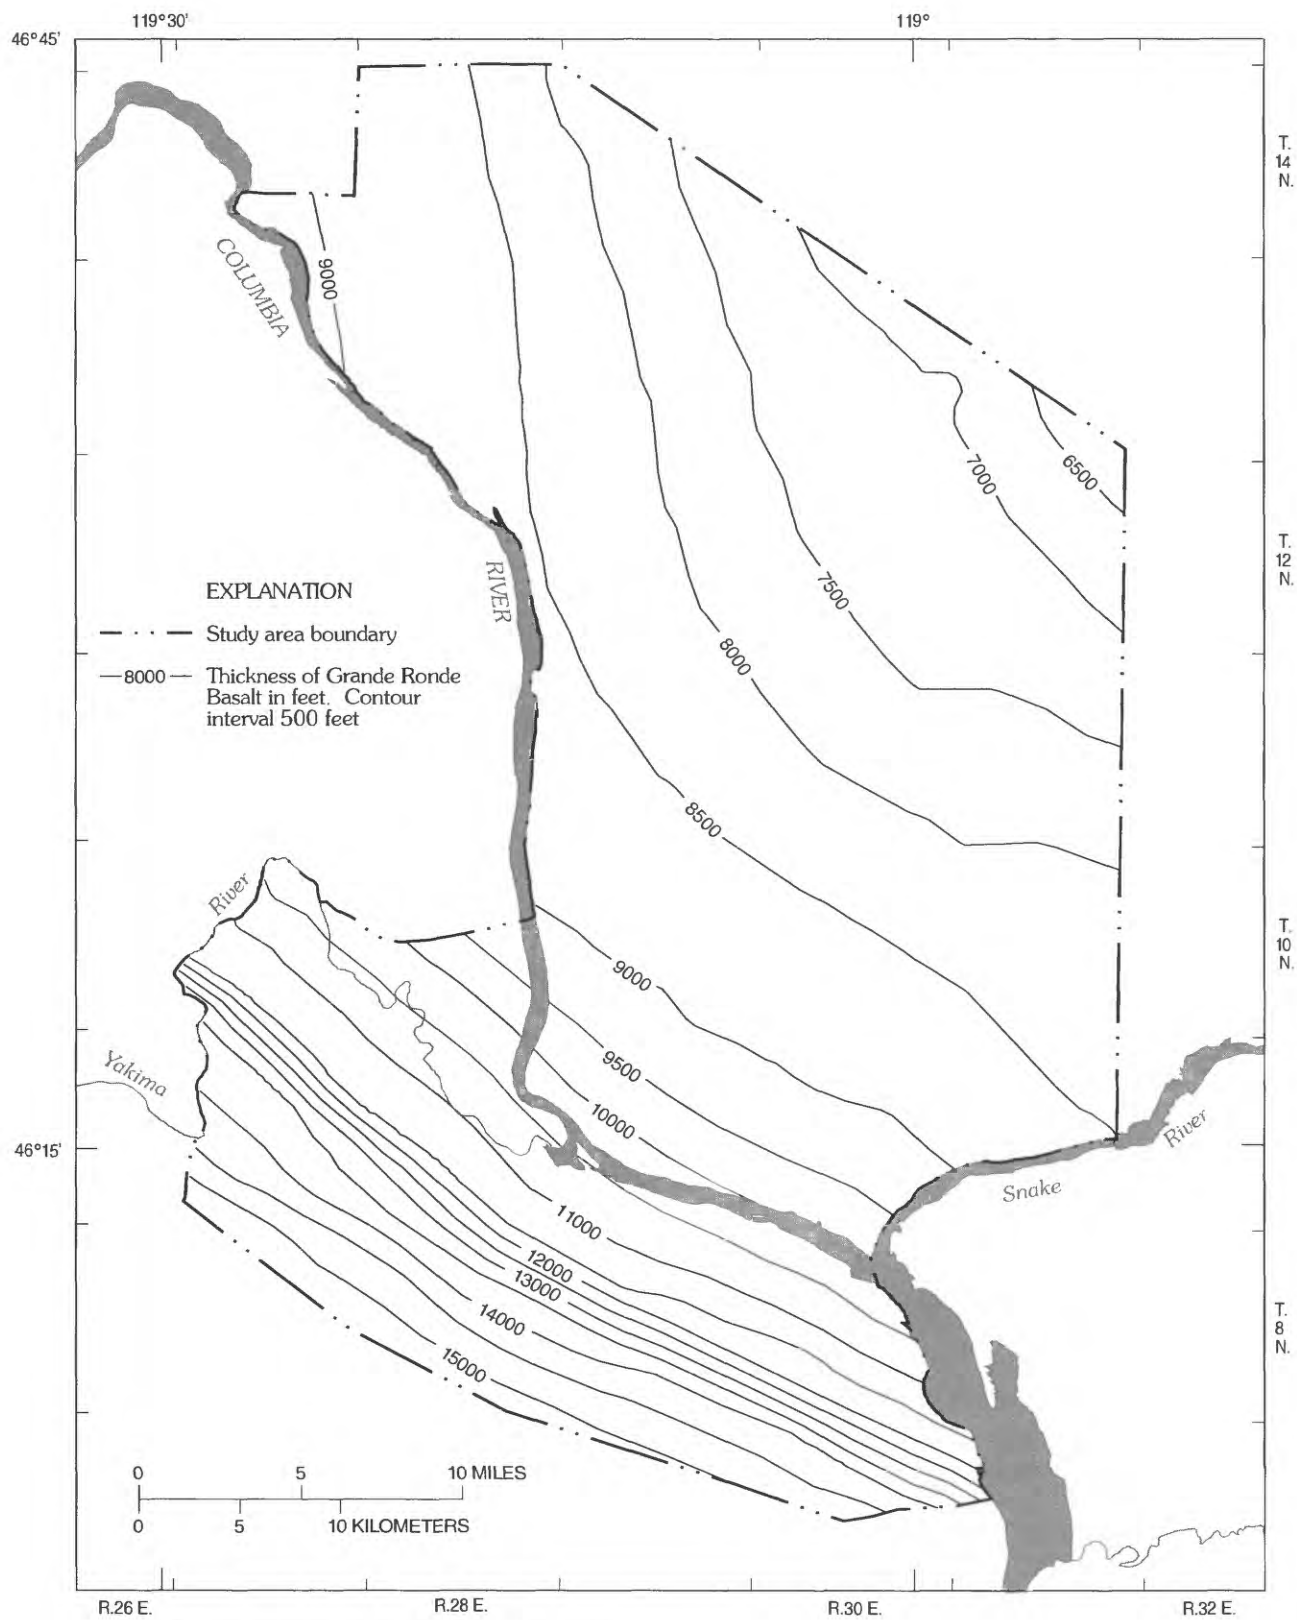 119°30'
119°
46°45'
T.
14
N.
COLUMBIA
9000
6500
7000
T.
12
N.
RIVER
7500
EXPLANATION
Study area boundary
8000
8000
Thickness of Grande Ronde
Basalt in feet. Contour
interval 500 feet
8500
River
T.
10
N.
9000
9500
Yakima
10000
46°15'
River
Snake
11000
12000
13000
14000
T.
8
N.
15000
0 5 10 MILES
0 5 10 KILOMETERS
R.26 E.
R.28 E.
R.30 E.
R.32 E.